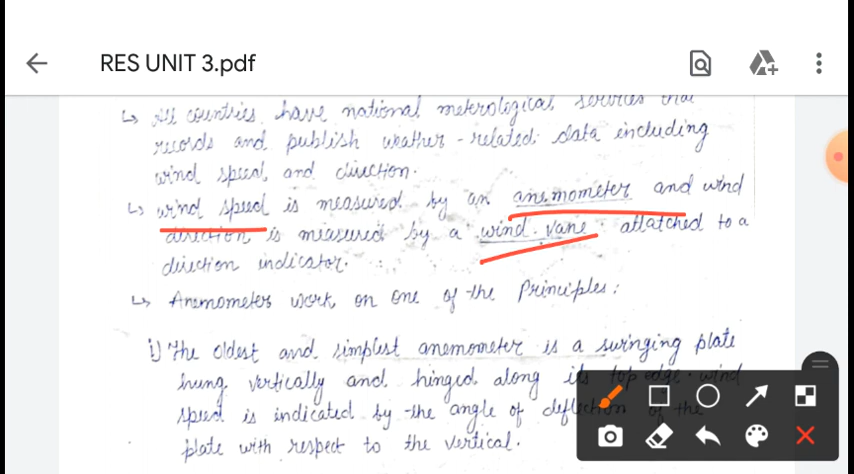 RES UNIT 3.pdf
↳ All countries have national meterological services that
records and publish weather-related data including
wind speed and direction.
↳ wind speed is measured by an anemometer and wind
direction is measured by a wind vane attatched to a
direction indicator.
↳ Anemometers work on one of the Principles:
i) The oldest and simplest anemometer is a swinging plate
hung vertically and hinged along its top edge. wind
speed is indicated by the angle of deflection of the
plate with respect to the vertical.